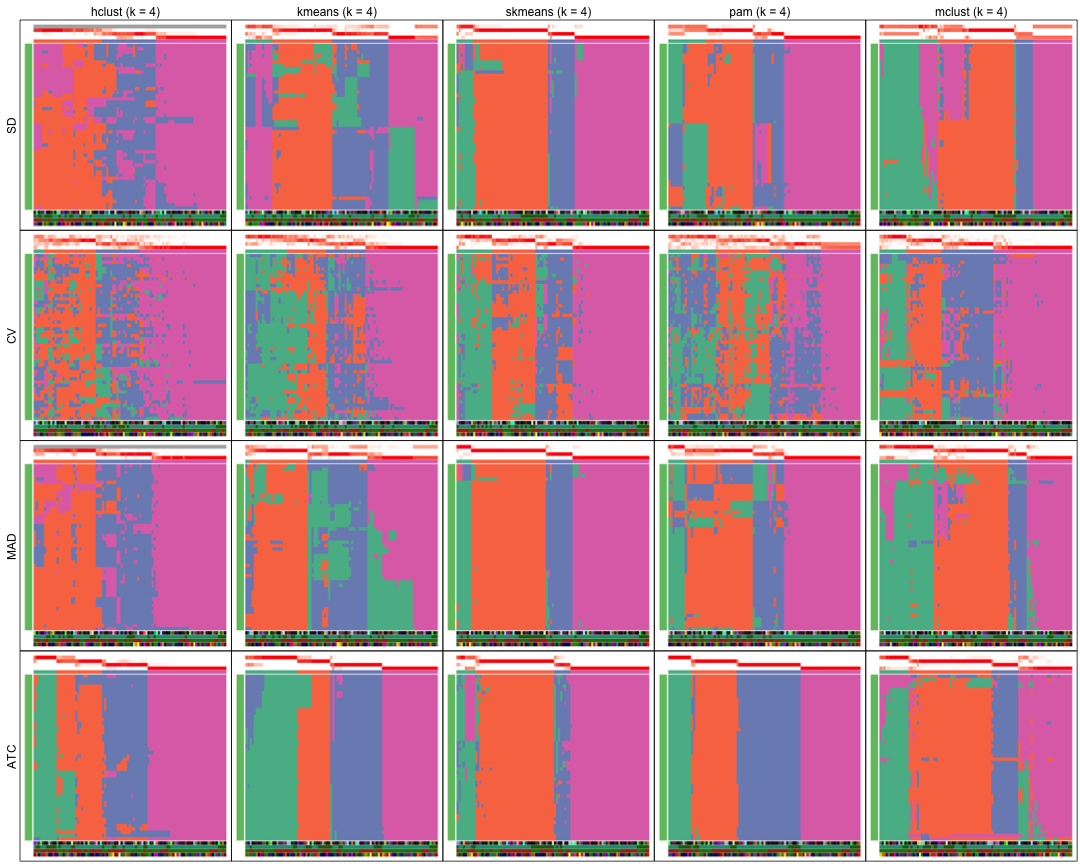 hclust (k = 4)
kmeans (k = 4)
skmeans (k = 4)
pam (k = 4)
mclust (k = 4)
SD
CV
MAD
ATC